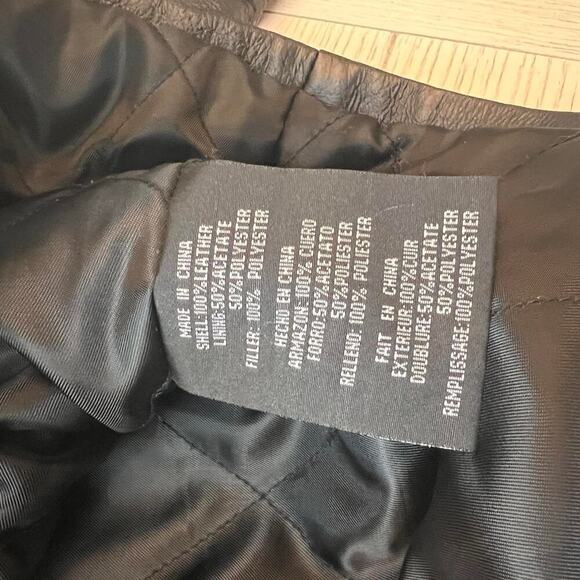 MADE IN CHINA
SHELL:100%LEATHER
LINING:50%ACETATE
50%POLYESTER
FILLER: 100% POLYESTER
HECHO EN CHINA
ARMAZON:100% CUERO
FORRO:50%ACETATO
50%POLIESTER
RELLENO: 100% POLIESTER
FAIT EN CHINA
EXTERIEUR:100%CUIR
DOUBLURE:50%ACETATE
50%POLYESTER
REMPLISSAGE:100%POLYESTER